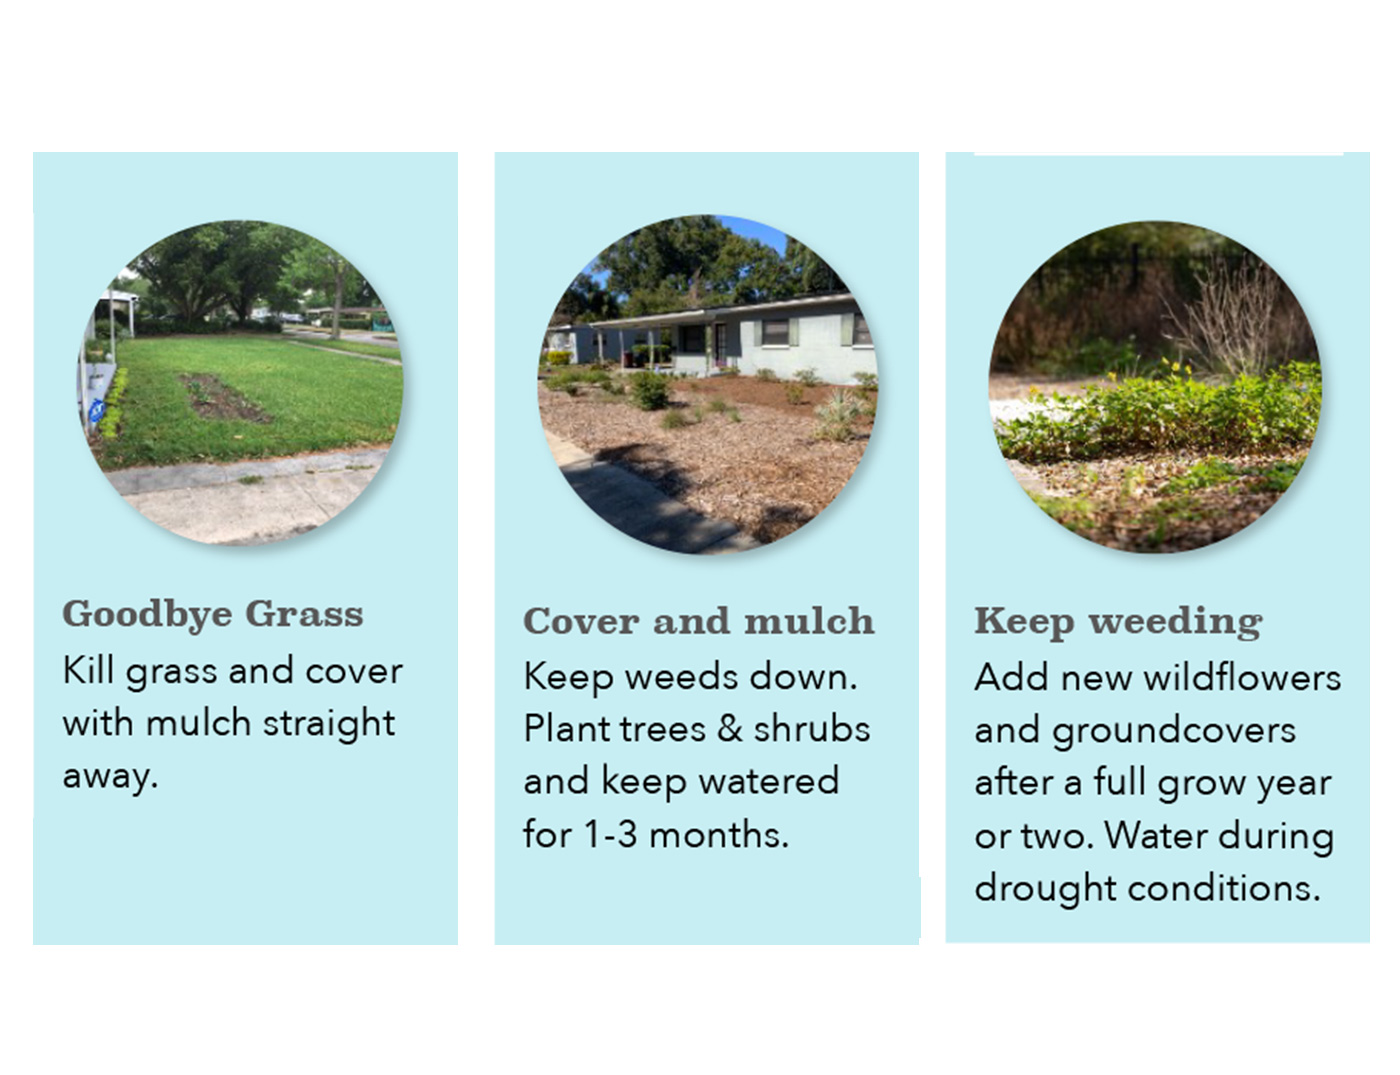 Goodbye Grass
Kill grass and cover
with mulch straight
away.
Cover and mulch
Keep weeds down.
Plant trees & shrubs
and keep watered
for 1-3 months.
Keep weeding
Add new wildflowers
and groundcovers
after a full grow year
or two. Water during
drought conditions.